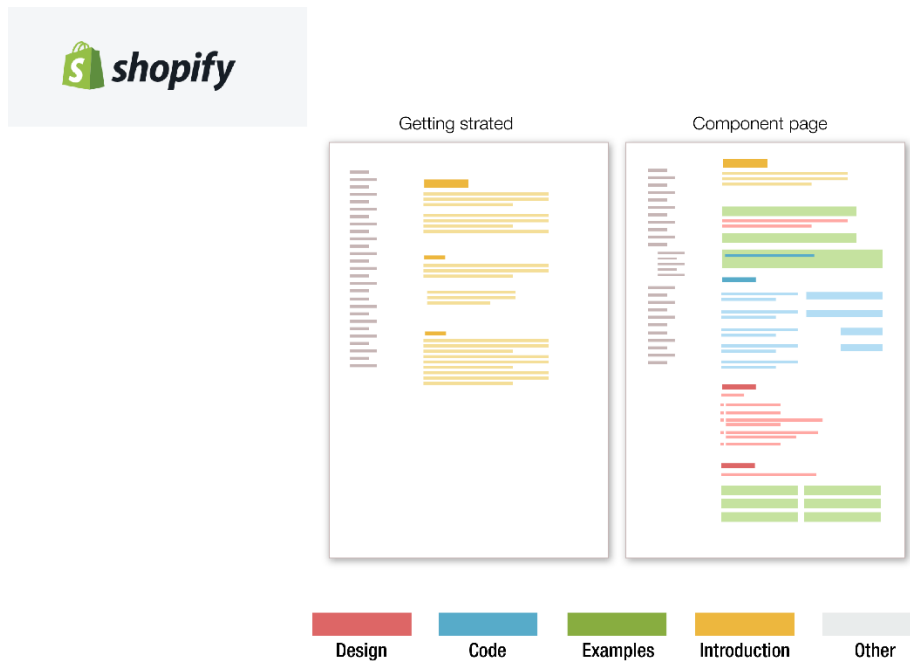 shopify
Getting strated
Component page
Design
Code
Examples
Introduction
Other